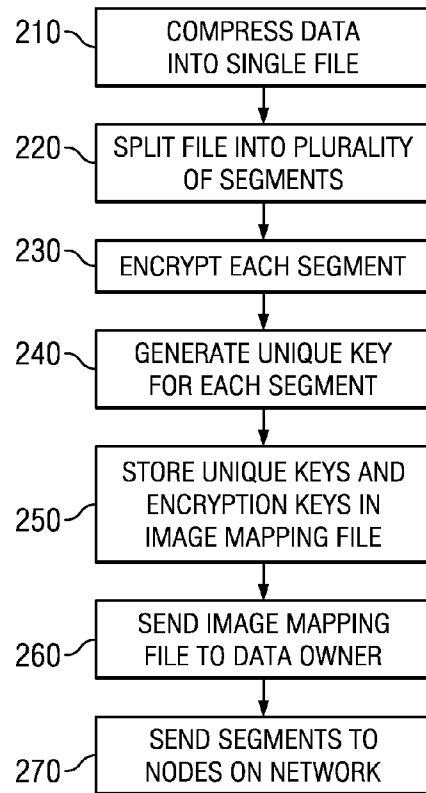 210
COMPRESS DATA
INTO SINGLE FILE
220
SPLIT FILE INTO PLURALITY
OF SEGMENTS
230
ENCRYPT EACH SEGMENT
240
GENERATE UNIQUE KEY
FOR EACH SEGMENT
250
STORE UNIQUE KEYS AND
ENCRYPTION KEYS IN
IMAGE MAPPING FILE
260
SEND IMAGE MAPPING
FILE TO DATA OWNER
270
SEND SEGMENTS TO
NODES ON NETWORK